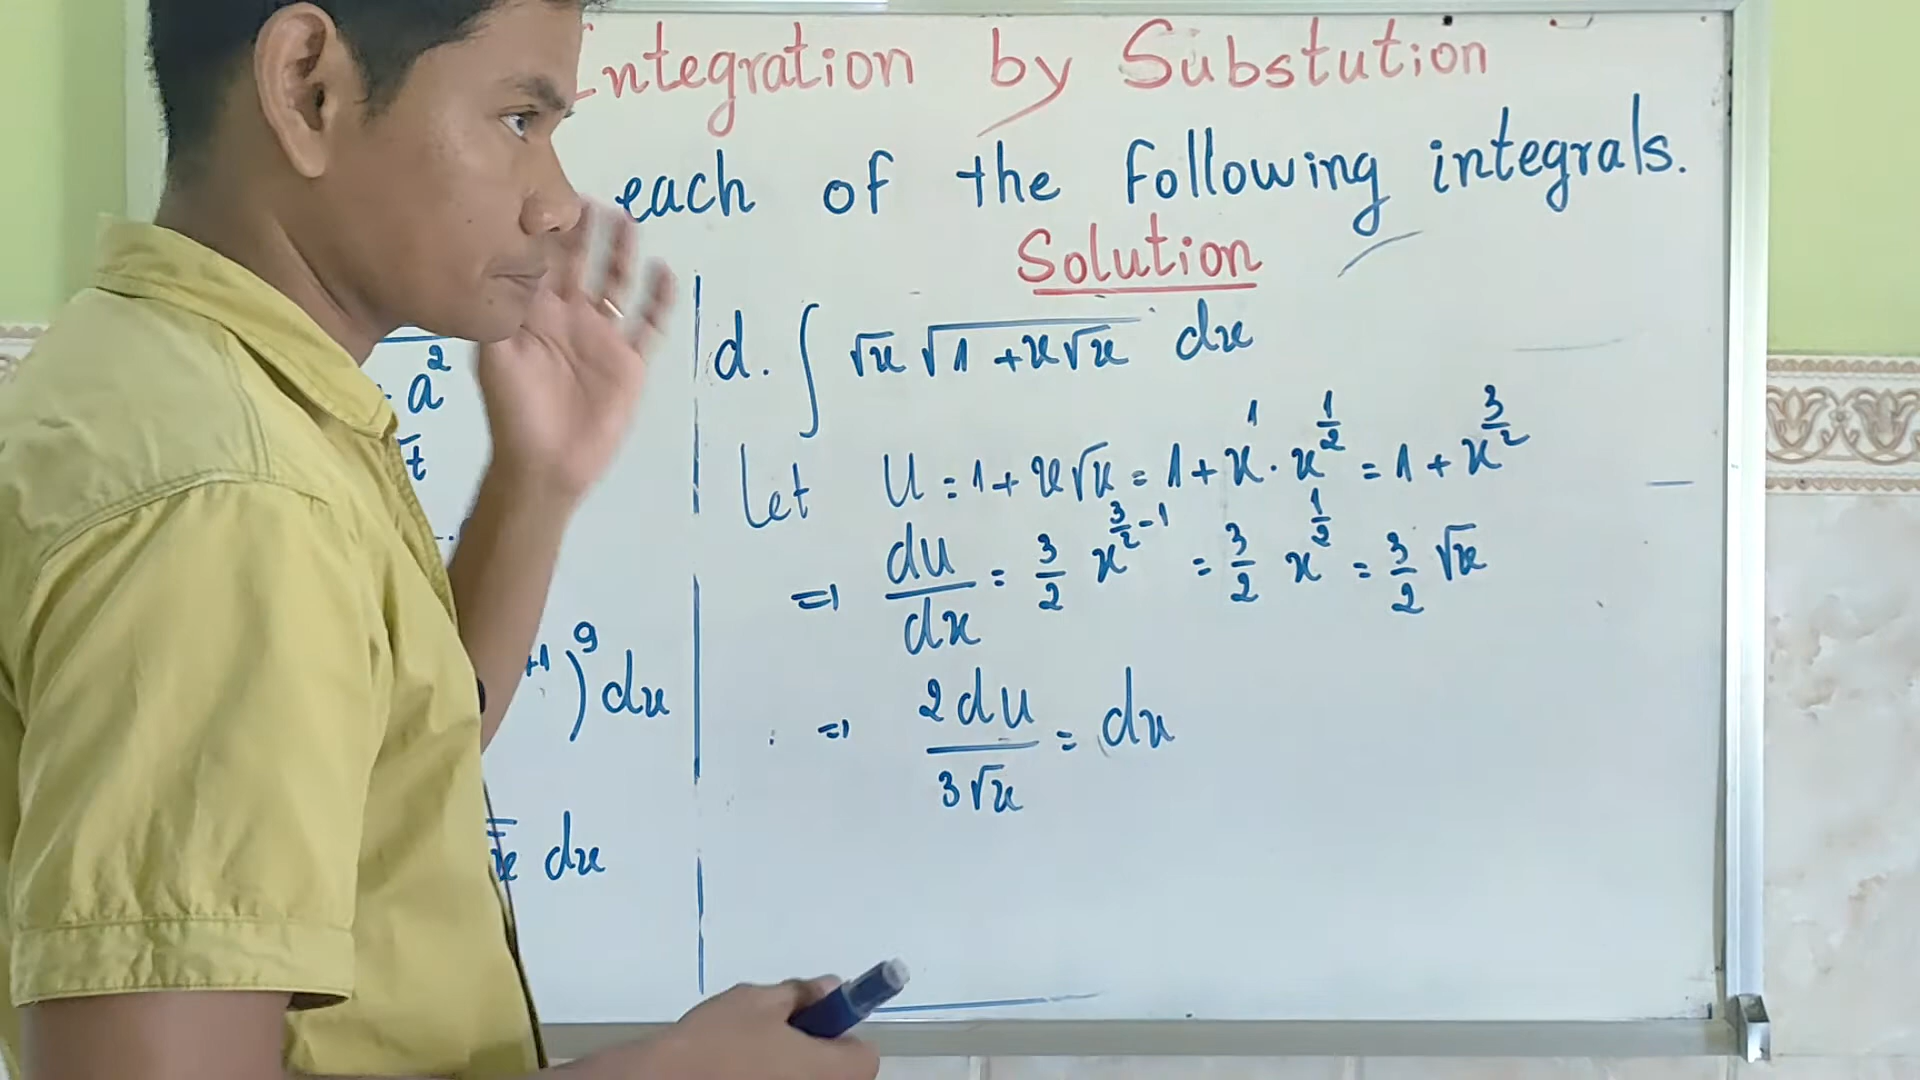 Integration by Substution
each of the following integrals.
Solution
a²
t
+1 )⁹ du
x dx
d. ∫ √x √(1 + x√x) dx
Let U = 1 + x√x = 1 + x¹ · x^(1/2) = 1 + x^(3/2)
=> du/dx = 3/2 x^(3/2 - 1) = 3/2 x^(1/2) = 3/2 √x
=> 2du/3√x = dx